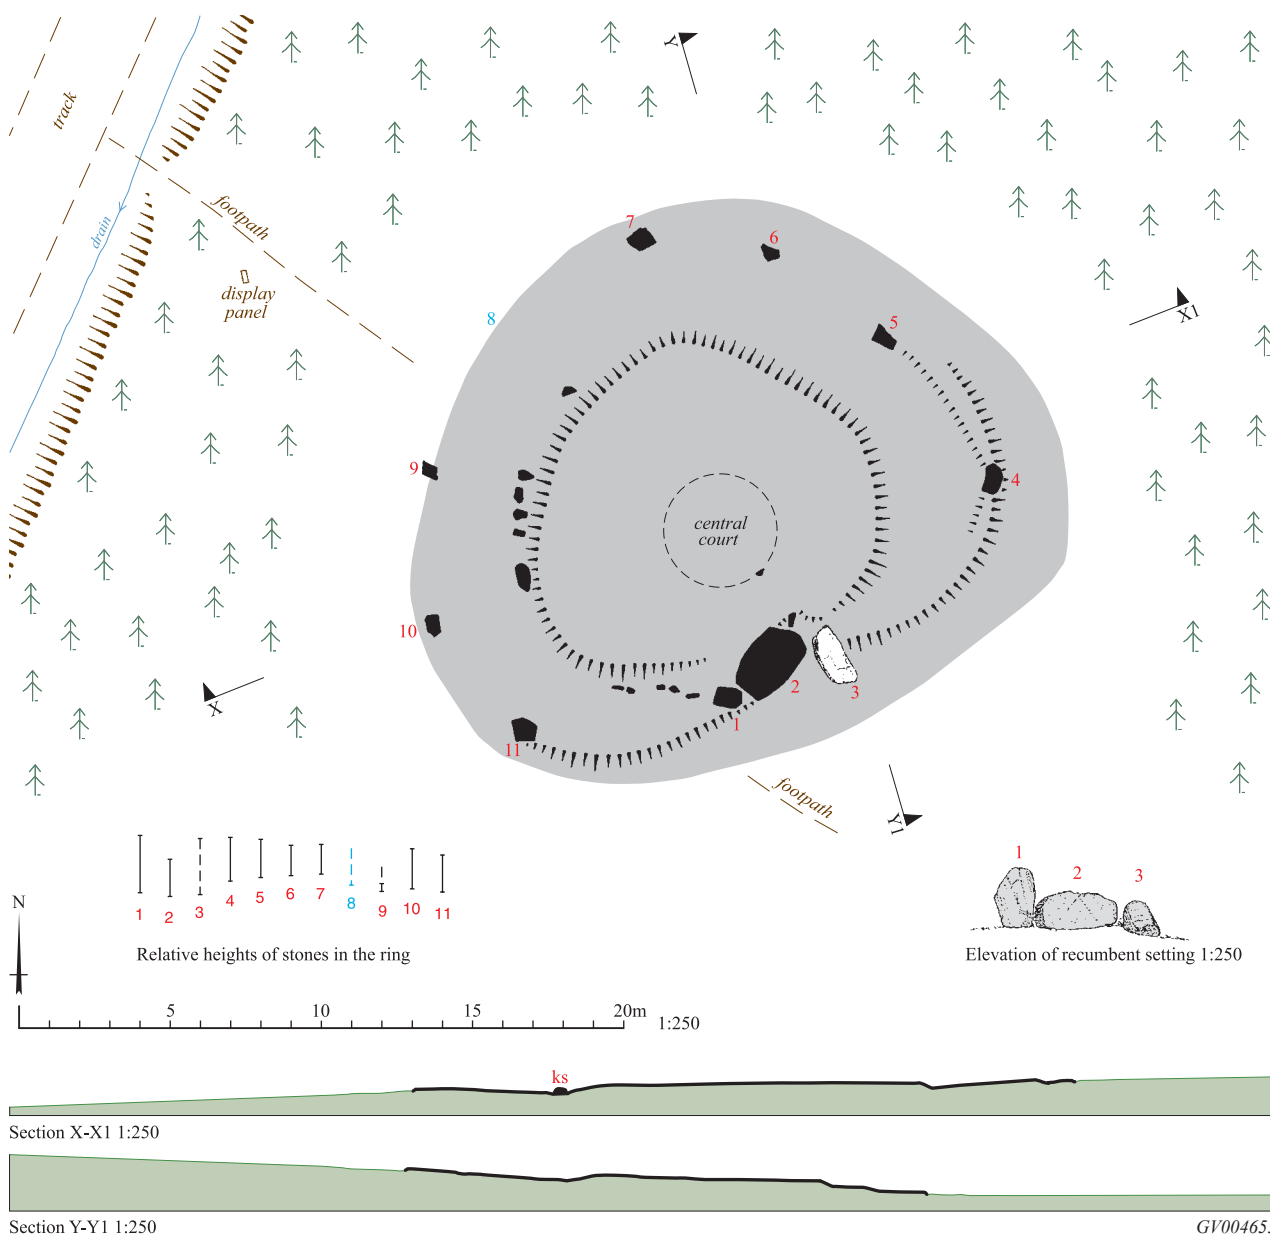 Y
track
drain
footpath
display
panel
7
6
8
5
X1
9
4
central
court
10
X
2
3
1
11
footpath
Y1
1
2
3
4
5
6
7
8
9
10
11
Relative heights of stones in the ring
1
2
3
Elevation of recumbent setting 1:250
N
5
10
15
20m
1:250
ks
Section X-X1 1:250
Section Y-Y1 1:250
GV00465